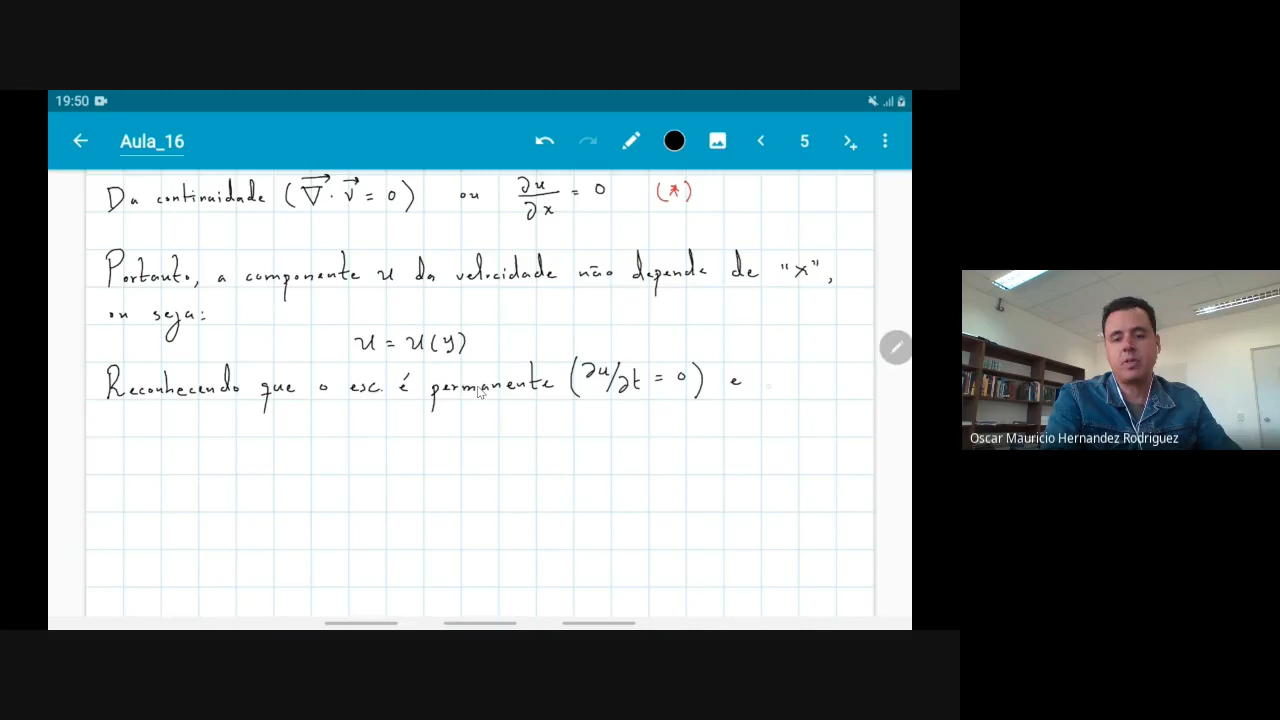 19:50
Aula_16
5
Da continuidade (∇⃗ · v⃗ = 0) ou ∂u/∂x = 0 (*)
Portanto, a componente u da velocidade não depende de "x",
ou seja:
u = u(y)
Reconhecendo que o esc. é permanente (∂u/∂t = 0) e
Oscar Mauricio Hernandez Rodriguez